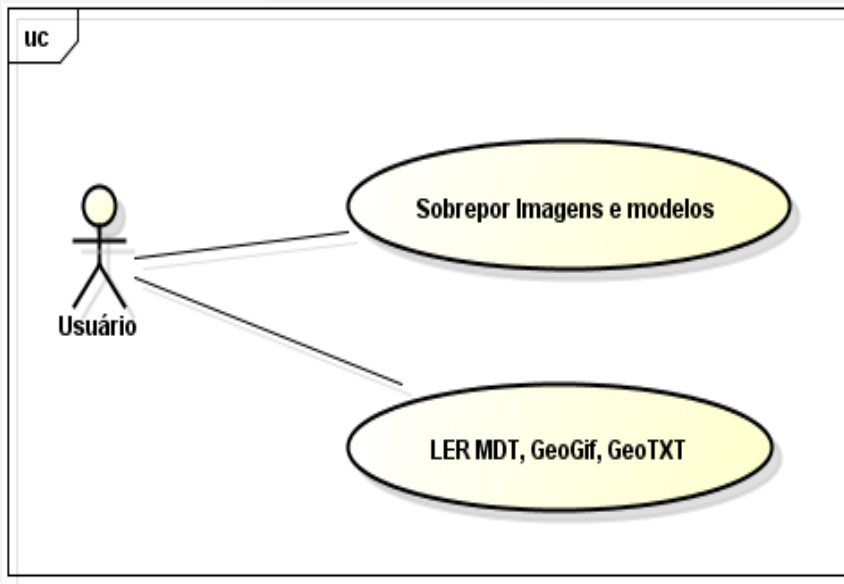 uc
Sobrepor Imagens e modelos
Usuário
LER MDT, GeoGif, GeoTXT